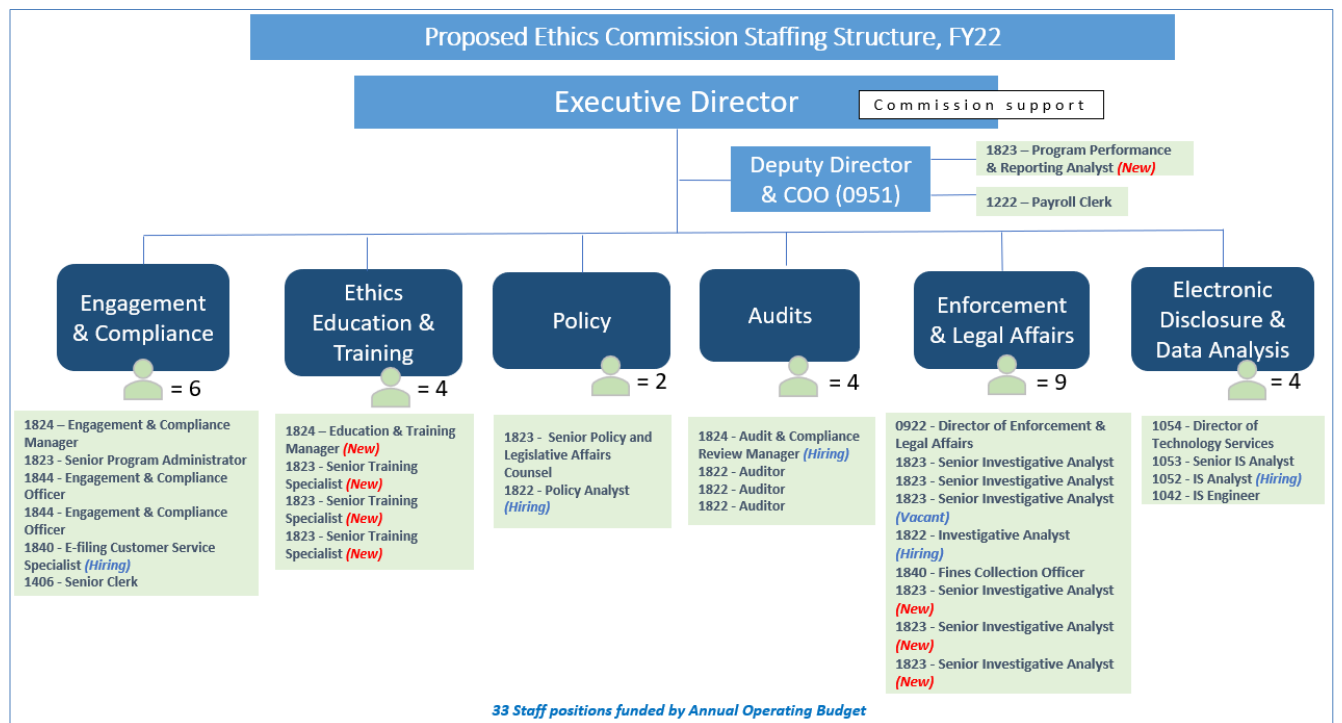 Proposed Ethics Commission Staffing Structure, FY22
Executive Director
Commission support
Deputy Director
& COO (0951)
1823 – Program Performance
& Reporting Analyst (New)
1222 – Payroll Clerk
Engagement
& Compliance
= 6
1824 – Engagement & Compliance
Manager
1823 - Senior Program Administrator
1844 - Engagement & Compliance
Officer
1844 - Engagement & Compliance
Officer
1840 - E-filing Customer Service
Specialist (Hiring)
1406 - Senior Clerk
Ethics
Education &
Training
= 4
1824 – Education & Training
Manager (New)
1823 - Senior Training
Specialist (New)
1823 - Senior Training
Specialist (New)
1823 - Senior Training
Specialist (New)
Policy
= 2
1823 - Senior Policy and
Legislative Affairs
Counsel
1822 - Policy Analyst
(Hiring)
Audits
= 4
1824 - Audit & Compliance
Review Manager (Hiring)
1822 - Auditor
1822 - Auditor
1822 - Auditor
Enforcement
& Legal Affairs
= 9
0922 - Director of Enforcement &
Legal Affairs
1823 - Senior Investigative Analyst
1823 - Senior Investigative Analyst
1823 - Senior Investigative Analyst
(Vacant)
1822 - Investigative Analyst
(Hiring)
1840 - Fines Collection Officer
1823 - Senior Investigative Analyst
(New)
1823 - Senior Investigative Analyst
(New)
1823 - Senior Investigative Analyst
(New)
Electronic
Disclosure &
Data Analysis
= 4
1054 - Director of
Technology Services
1053 - Senior IS Analyst
1052 - IS Analyst (Hiring)
1042 - IS Engineer
33 Staff positions funded by Annual Operating Budget